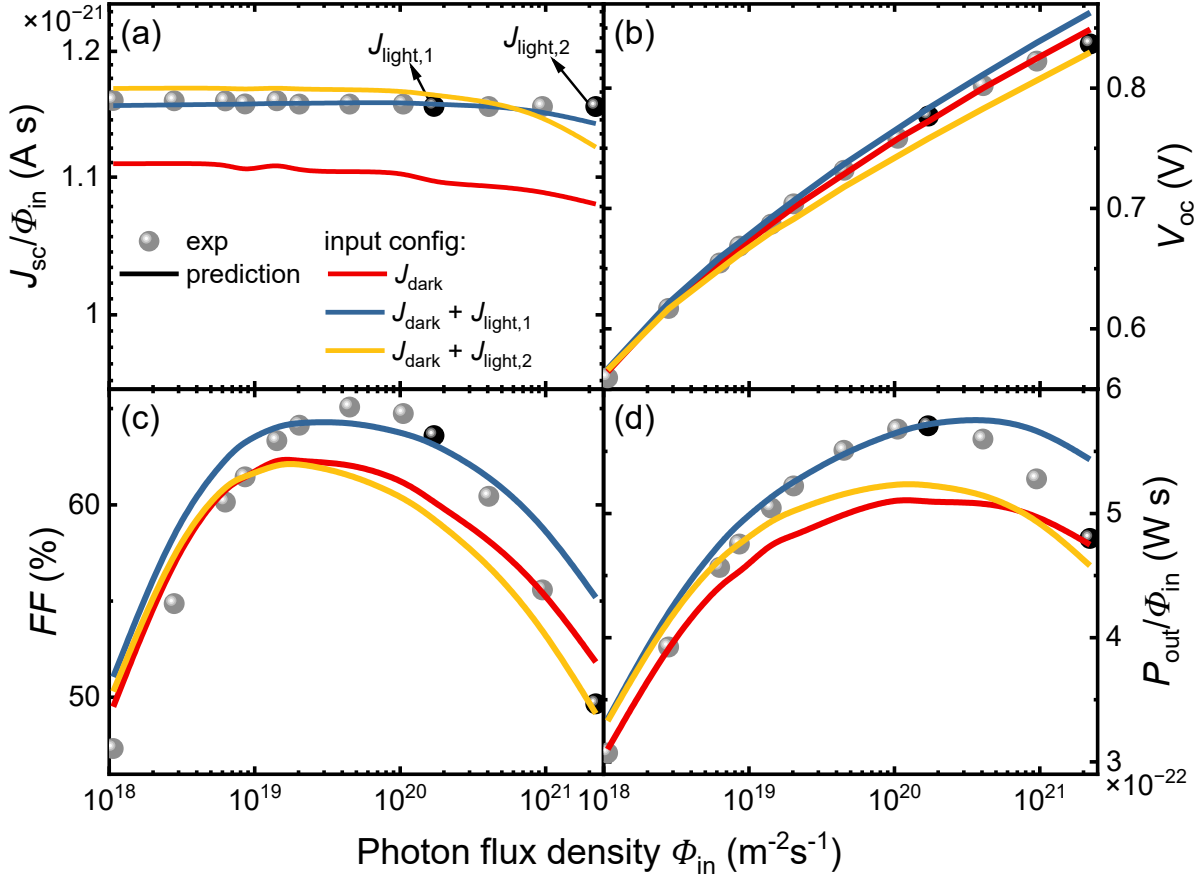 ×10⁻²¹
(a)
(b)
1.2
J_light,1
J_light,2
0.8
1.1
J_sc/Φ_in (A s)
V_oc (V)
0.7
exp
input config:
prediction
J_dark
1
J_dark + J_light,1
0.6
J_dark + J_light,2
6
(c)
(d)
60
5
FF (%)
P_out/Φ_in (W s)
4
50
3
×10⁻²²
10¹⁸ 10¹⁹ 10²⁰ 10²¹ 10¹⁸ 10¹⁹ 10²⁰ 10²¹
Photon flux density Φ_in (m⁻²s⁻¹)